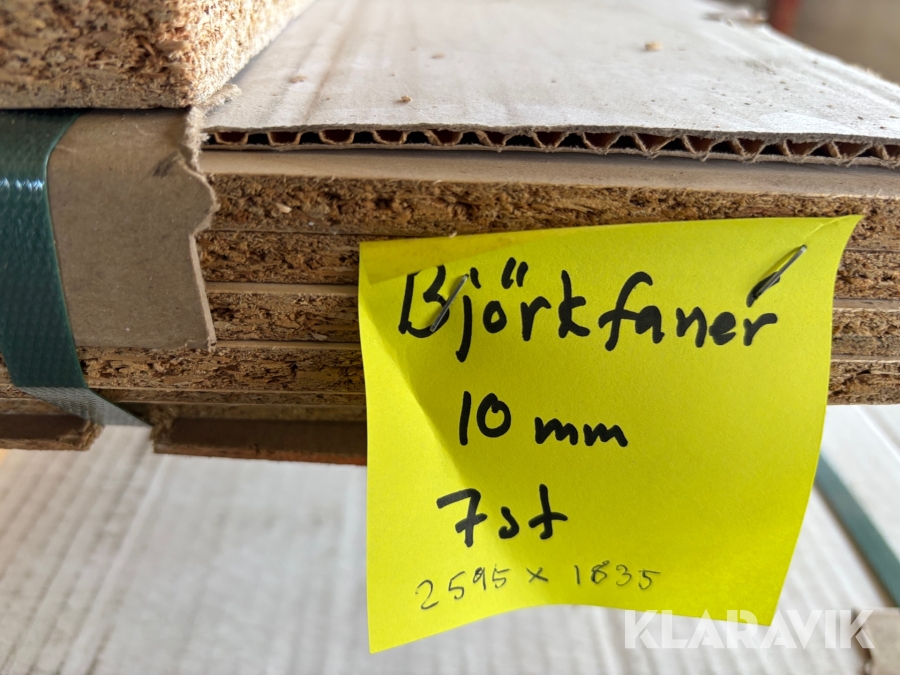 Björkfaner
10 mm
7st
2595 x 1835
KLARAVIK